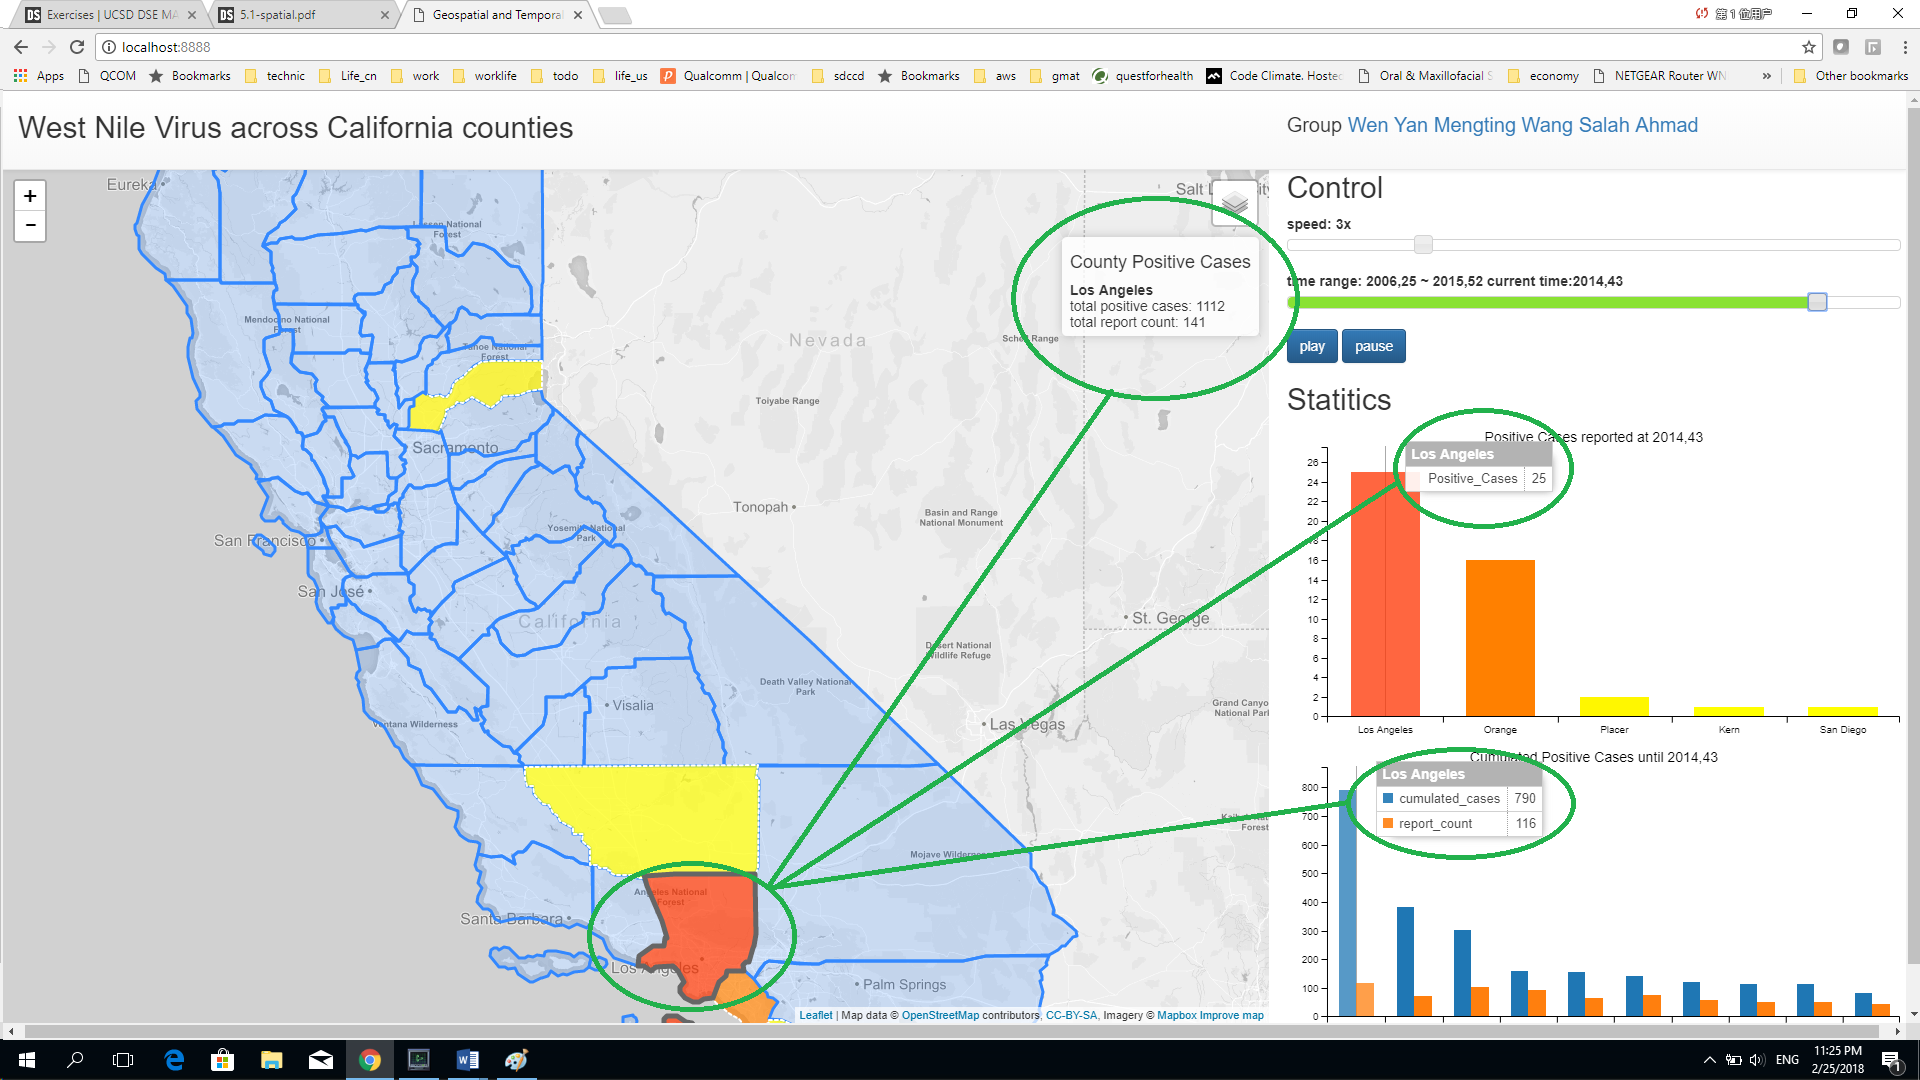 Exercises | UCSD DSE MA
5.1-spatial.pdf
Geospatial and Tempora
第 1 位用户
localhost:8888
Apps
QCOM
Bookmarks
technic
Life_cn
work
worklife
todo
life_us
Qualcomm | Qualcon
sdccd
Bookmarks
aws
gmat
questforhealth
Code Climate. Hosted
Oral & Maxillofacial S
economy
NETGEAR Router WN
»
Other bookmarks
West Nile Virus across California counties
Group Wen Yan Mengting Wang Salah Ahmad
+
−
Eureka
Lassen National
Forest
Mendocino National
Forest
Tahoe National
Forest
Sacramento
San Francisco
San José
Yosemite National
Park
California
Visalia
Ventana Wilderness
Santa Barbara
Angeles National
Forest
Los Angeles
Palm Springs
Mojave Wilderness
Nevada
Toiyabe Range
Tonopah
Basin and Range
National Monument
Schell Range
St. George
Desert National
Wildlife Refuge
Death Valley National
Park
Las Vegas
Grand Canyo
National Park
Forest
County Positive Cases
Los Angeles
total positive cases: 1112
total report count: 141
Leaflet | Map data © OpenStreetMap contributors, CC-BY-SA, Imagery © Mapbox Improve map
Control
speed: 3x
time range: 2006,25 ~ 2015,52 current time:2014,43
play
pause
Statitics
Positive Cases reported at 2014,43
Los Angeles
Positive_Cases 25
26
24
22
20
18
16
14
12
10
8
6
4
2
0
Los Angeles
Orange
Placer
Kern
San Diego
Cumulated Positive Cases until 2014,43
Los Angeles
cumulated_cases 790
report_count 116
800
700
600
500
400
300
200
100
0
ENG
11:25 PM
2/25/2018
1